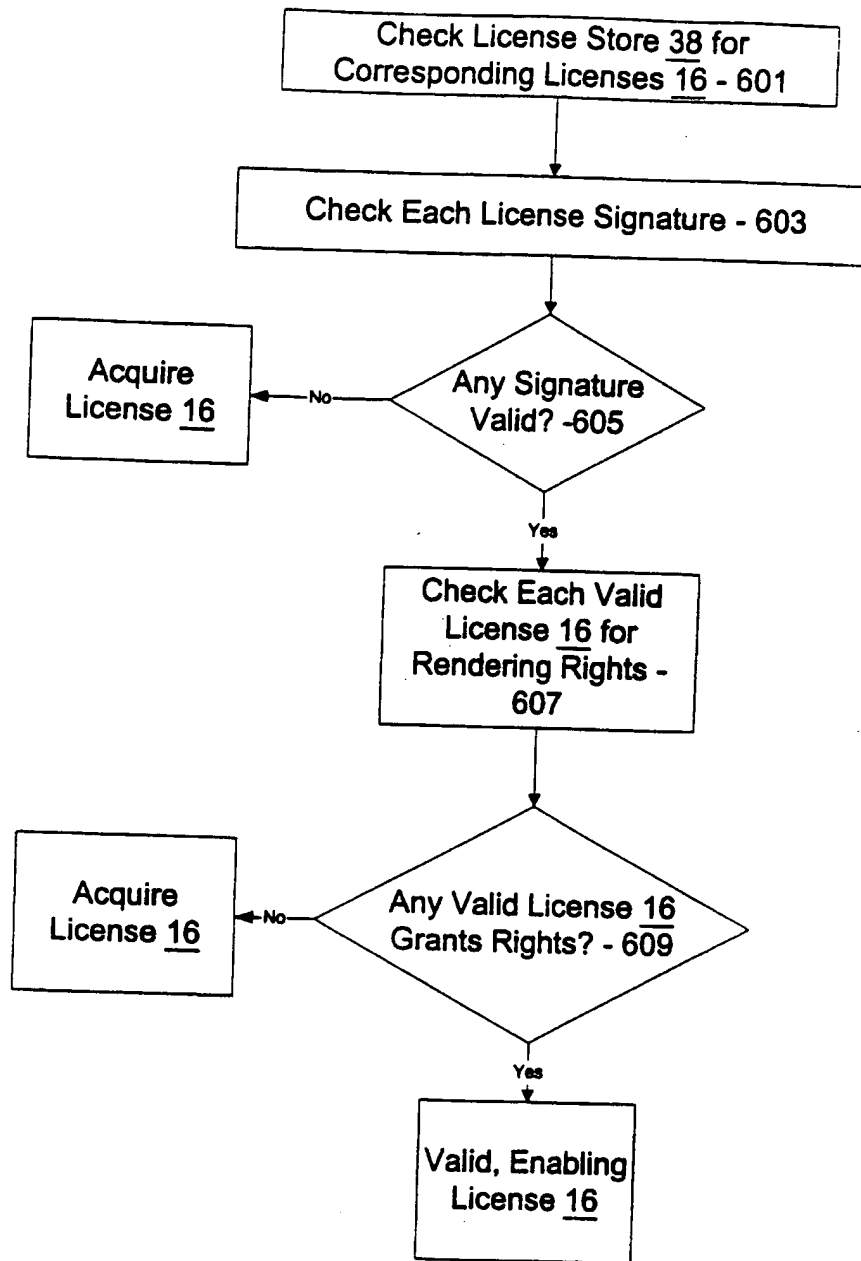 Check License Store 38 for
Corresponding Licenses 16 - 601
Check Each License Signature - 603
Any Signature
Valid? -605
No
Acquire
License 16
Yes
Check Each Valid
License 16 for
Rendering Rights -
607
Any Valid License 16
Grants Rights? - 609
No
Acquire
License 16
Yes
Valid, Enabling
License 16